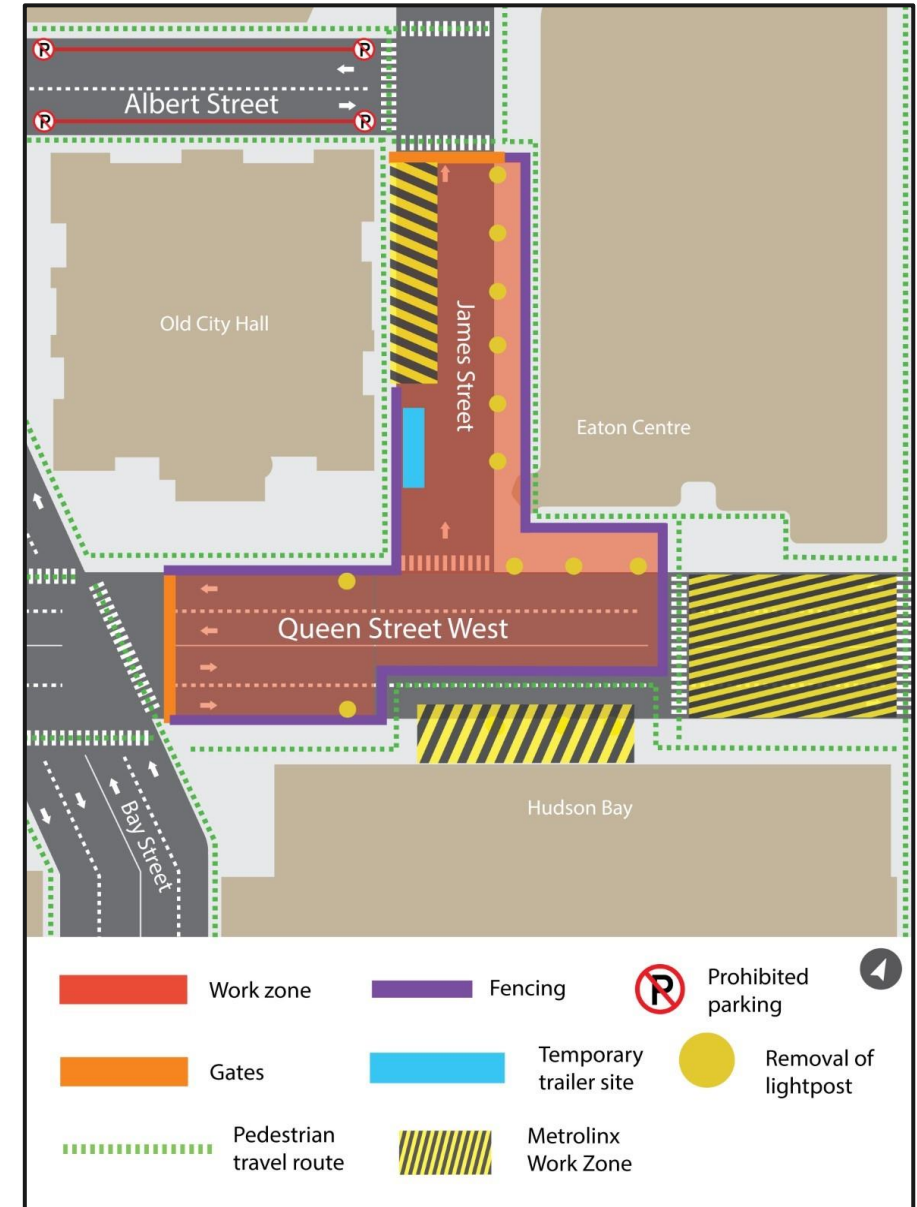 P
P
Albert Street
P
P
Old City Hall
James Street
Eaton Centre
Queen Street West
Hudson Bay
Bay Street
Work zone
Fencing
P
Prohibited
parking
Gates
Temporary
trailer site
Removal of
lightpost
Pedestrian
travel route
Metrolinx
Work Zone